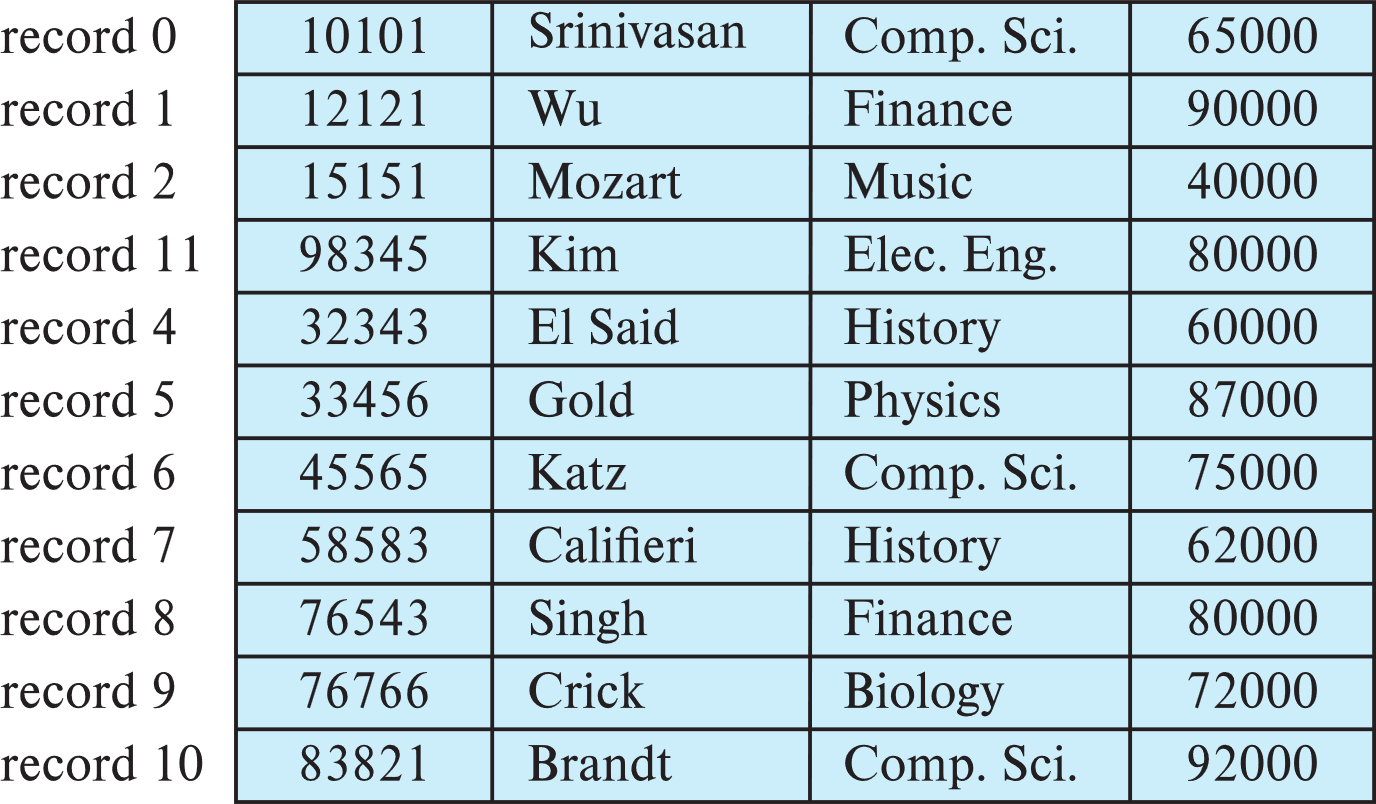 record 0 10101 Srinivasan Comp. Sci. 65000
record 1 12121 Wu Finance 90000
record 2 15151 Mozart Music 40000
record 11 98345 Kim Elec. Eng. 80000
record 4 32343 El Said History 60000
record 5 33456 Gold Physics 87000
record 6 45565 Katz Comp. Sci. 75000
record 7 58583 Califieri History 62000
record 8 76543 Singh Finance 80000
record 9 76766 Crick Biology 72000
record 10 83821 Brandt Comp. Sci. 92000